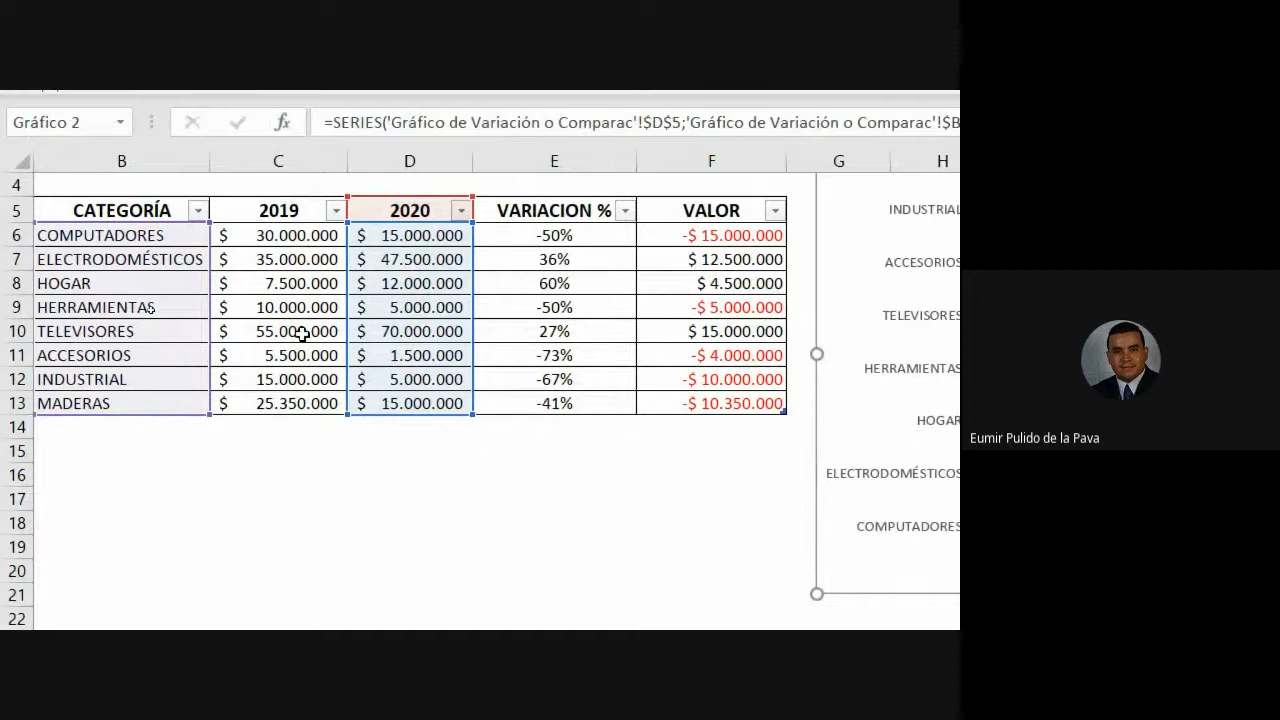 Gráfico 2 fx =SERIES('Gráfico de Variación o Comparac'!$D$5;'Gráfico de Variación o Comparac'!$B
B C D E F G H
4
5 CATEGORÍA 2019 2020 VARIACION % VALOR
6 COMPUTADORES $ 30.000.000 $ 15.000.000 -50% -$ 15.000.000
7 ELECTRODOMÉSTICOS $ 35.000.000 $ 47.500.000 36% $ 12.500.000
8 HOGAR $ 7.500.000 $ 12.000.000 60% $ 4.500.000
9 HERRAMIENTAS $ 10.000.000 $ 5.000.000 -50% -$ 5.000.000
10 TELEVISORES $ 55.000.000 $ 70.000.000 27% $ 15.000.000
11 ACCESORIOS $ 5.500.000 $ 1.500.000 -73% -$ 4.000.000
12 INDUSTRIAL $ 15.000.000 $ 5.000.000 -67% -$ 10.000.000
13 MADERAS $ 25.350.000 $ 15.000.000 -41% -$ 10.350.000
14
15
16
17
18
19
20
21
22
INDUSTRIAL
ACCESORIOS
TELEVISORES
HERRAMIENTAS
HOGAR
ELECTRODOMÉSTICOS
COMPUTADORES
Eumir Pulido de la Pava